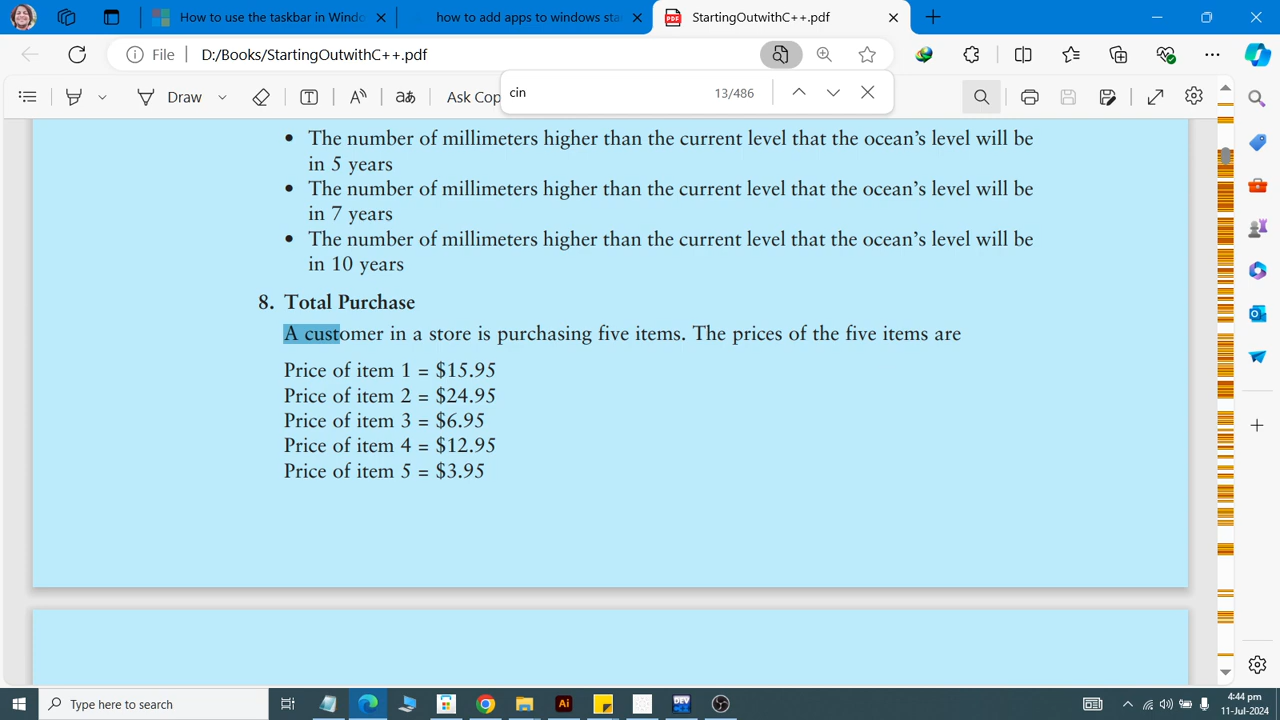 How to use the taskbar in Windo
how to add apps to windows sta
StartingOutwithC++.pdf
File
D:/Books/StartingOutwithC++.pdf
Draw
aあ
Ask Cop
cin
13/486
• The number of millimeters higher than the current level that the ocean's level will be
in 5 years
• The number of millimeters higher than the current level that the ocean's level will be
in 7 years
• The number of millimeters higher than the current level that the ocean's level will be
in 10 years
8. Total Purchase
A customer in a store is purchasing five items. The prices of the five items are
Price of item 1 = $15.95
Price of item 2 = $24.95
Price of item 3 = $6.95
Price of item 4 = $12.95
Price of item 5 = $3.95
Type here to search
Ai
DEV
4:44 pm
11-Jul-2024